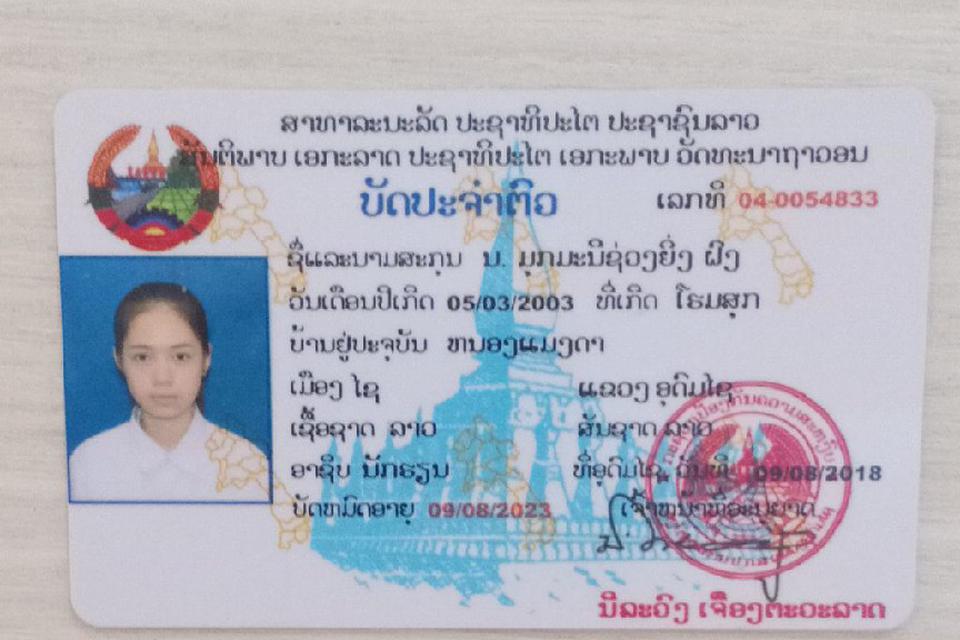 ສາທາລະນະລັດ ປະຊາທິປະໄຕ ປະຊາຊົນລາວ
ສັນຕິພາບ ເອກະລາດ ປະຊາທິປະໄຕ ເອກະພາບ ວັດທະນາຖາວອນ
ບັດປະຈຳຕົວ ເລກທີ 04-0054833
ຊື່ແລະນາມສະກຸນ ນ. ມຸກມະນີຊ່ວງຍິ່ງ ຝົງ
ວັນເດືອນປີເກີດ 05/03/2003 ທີ່ເກີດ ໂຮມສຸກ
ບ້ານຢູ່ປະຈຸບັນ ຫນອງແມງດາ
ເມືອງ ໄຊ ແຂວງ ອຸດົມໄຊ
ເຊື້ອຊາດ ລາວ ສັນຊາດ ລາວ
ອາຊີບ ນັກຮຽນ ທີ່ອຸດົມໄຊ, ວັນທີ 09/08/2018
ບັດຫມົດອາຍຸ 09/08/2023 ເຈົ້າຫນ້າທີ່ອະນຸຍາດ
ນີລະວົງ ເຈືອງຕະວະລາດ